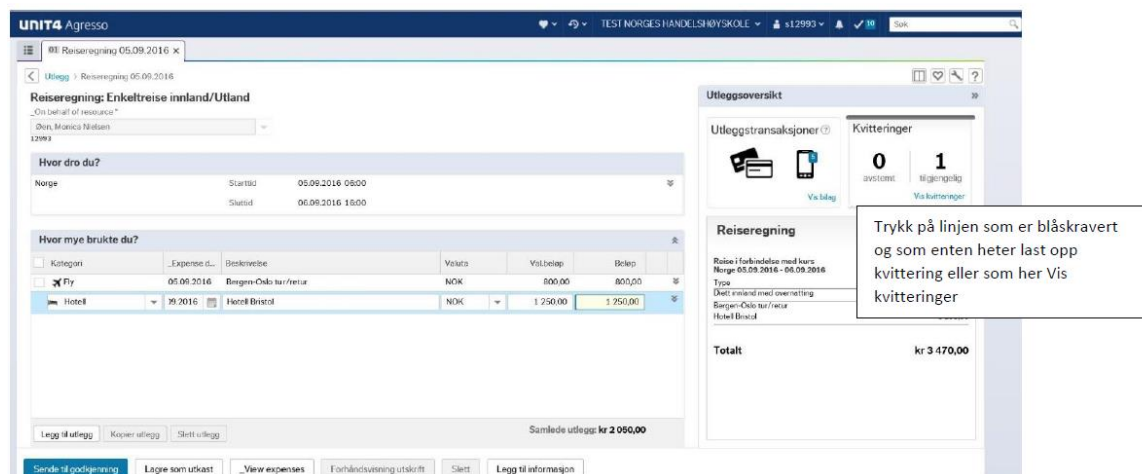 UNIT4 Agresso
TEST NORGES HANDELSHØYSKOLE
s12993
10
Søk
01 Reiseregning 05.09.2016 ×
Utlegg > Reiseregning 05.09.2016
Reiseregning: Enkeltreise innland/Utland
_On behalf of resource *
Øen, Monica Nielsen
12993
Hvor dro du?
Norge Starttid 05.09.2016 06:00
Sluttid 06.09.2016 16:00
Hvor mye brukte du?
Kategori _Expense d... Beskrivelse Valuta Val.beløp Beløp
Fly 05.09.2016 Bergen-Oslo tur/retur NOK 800,00 800,00
Hotell 09.2016 Hotell Bristol NOK 1 250,00 1 250,00
Legg til utlegg Kopier utlegg Slett utlegg
Samlede utlegg: kr 2 050,00
Sende til godkjenning Lagre som utkast _View expenses Forhåndsvisning utskrift Slett Legg til informasjon
Utleggsoversikt
Utleggstransaksjoner
Vis bilag
Kvitteringer
0 1
avstemt tilgjengelig
Vis kvitteringer
Reiseregning
Reise i forbindelse med kurs
Norge 05.09.2016 - 06.09.2016
Type
Diett innland med overnatting
Bergen-Oslo tur/retur
Hotell Bristol
Totalt kr 3 470,00
Trykk på linjen som er blåskravert
og som enten heter last opp
kvittering eller som her Vis
kvitteringer